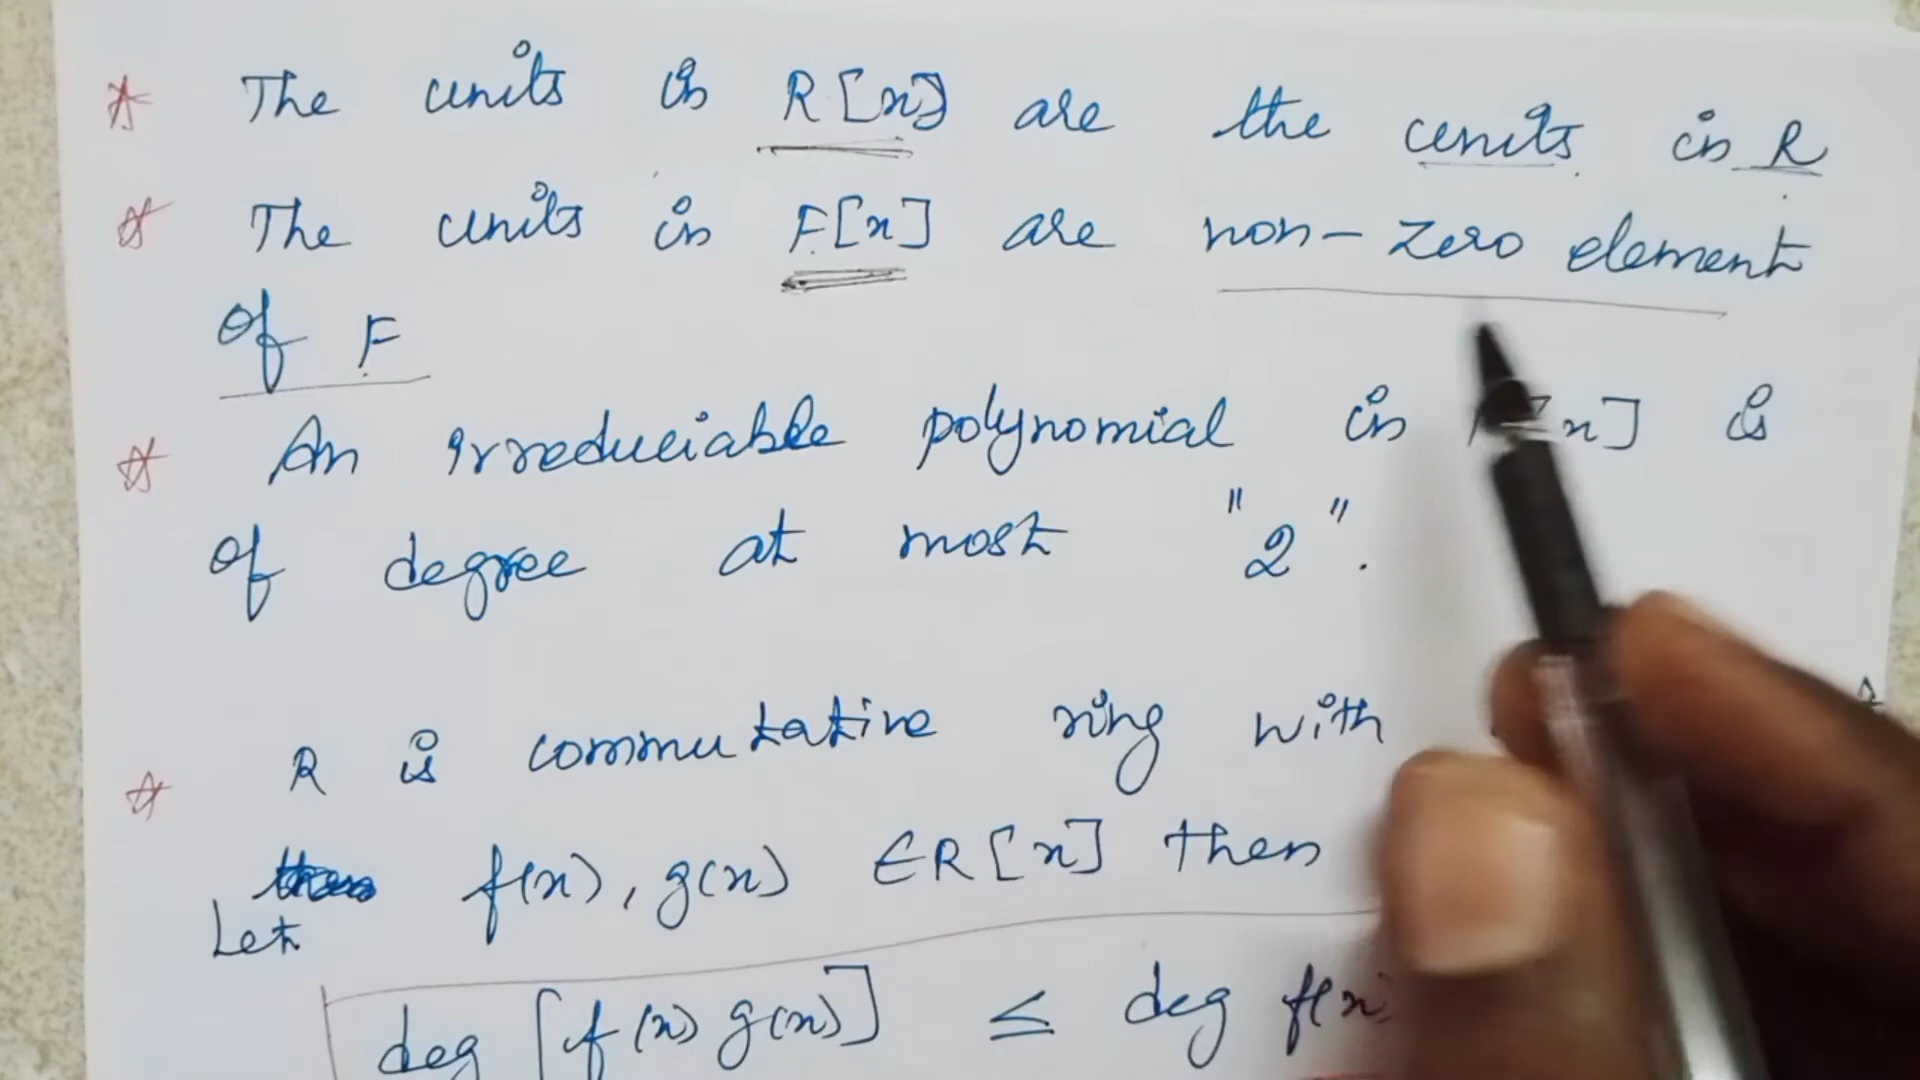 The units in R[x] are the units in R
The units in F[x] are non-zero element
of F
An irreduciable polynomial in [x] is
of degree at most "2".
R is commutative ring with
Let f(x), g(x) ∈ R[x] then
deg [f(x) g(x)] ≤ deg f(x)